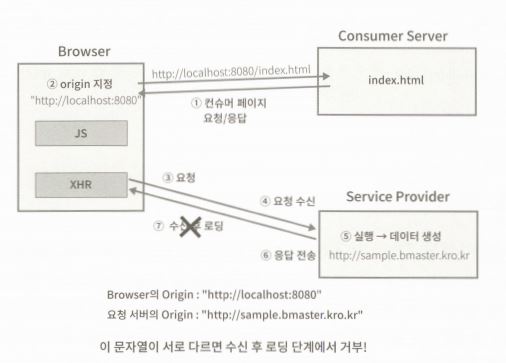 Browser
Consumer Server
② origin 지정
"http://localhost:8080"
http://localhost:8080/index.html
index.html
① 컨슈머 페이지
요청/응답
JS
XHR
③ 요청
④ 요청 수신
Service Provider
⑦ 수신 후 로딩
⑤ 실행 → 데이터 생성
⑥ 응답 전송
http://sample.bmaster.kro.kr
Browser의 Origin : "http://localhost:8080"
요청 서버의 Origin : "http://sample.bmaster.kro.kr"
이 문자열이 서로 다르면 수신 후 로딩 단계에서 거부!